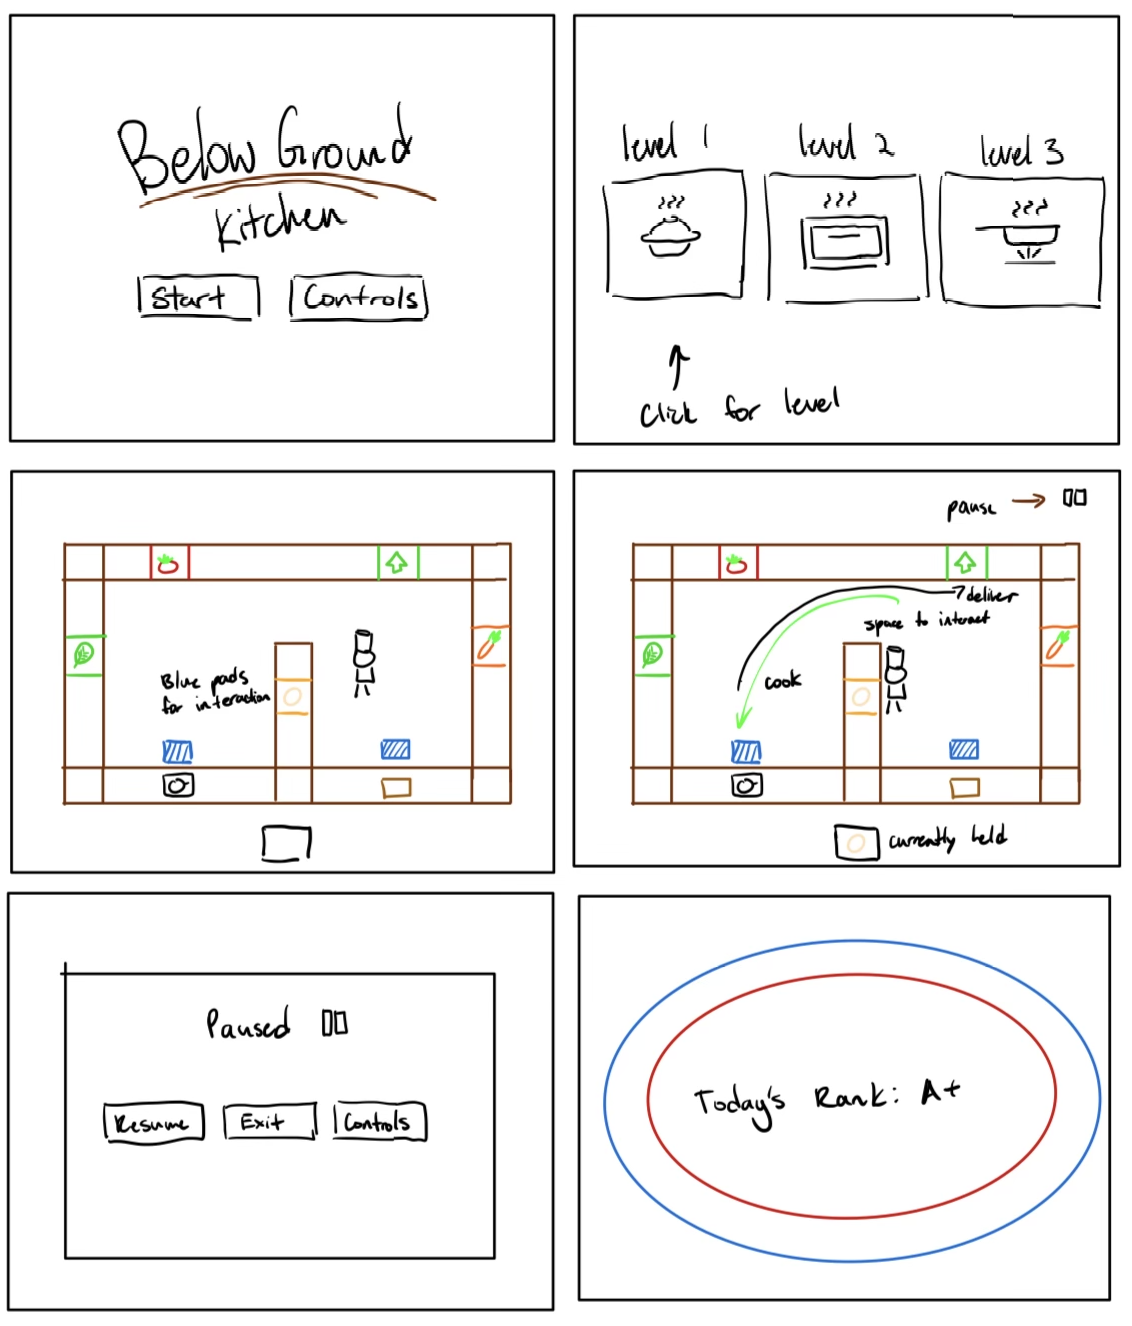 Below Ground
Kitchen
Start
Controls
level 1
level 2
level 3
Click for level
Blue pads
for interaction
pause
deliver
space to interact
cook
currently held
Paused
Resume
Exit
Controls
Today's Rank: A+